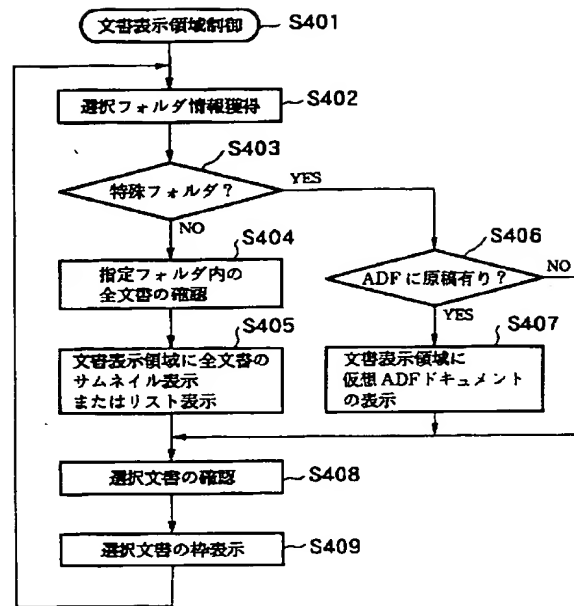 文書表示領域制御
S401
選択フォルダ情報獲得
S402
特殊フォルダ？
S403
YES
NO
指定フォルダ内の
全文書の確認
S404
ADFに原稿有り？
S406
NO
YES
文書表示領域に全文書の
サムネイル表示
またはリスト表示
S405
文書表示領域に
仮想ADFドキュメント
の表示
S407
選択文書の確認
S408
選択文書の枠表示
S409